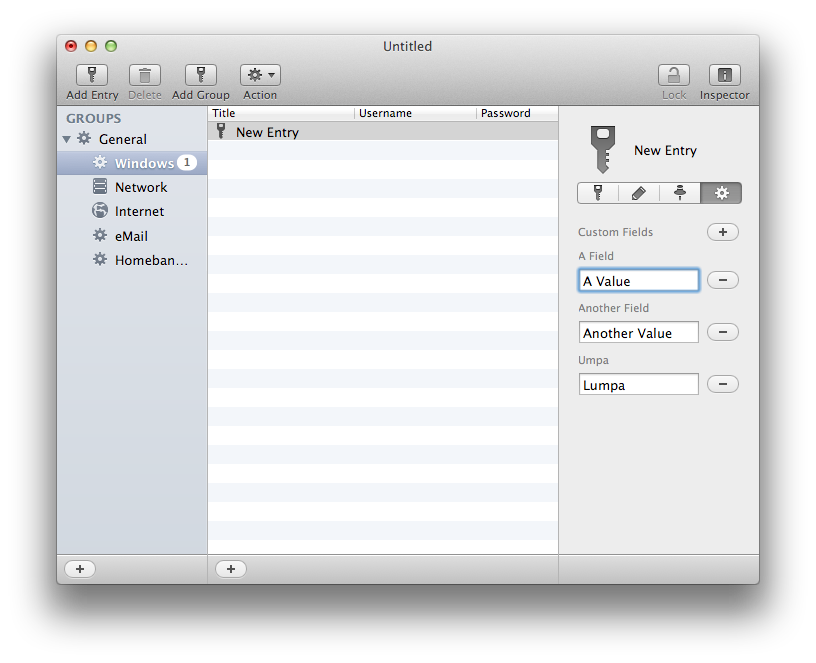 Untitled
Add Entry Delete Add Group Action Lock Inspector
GROUPS
General
Windows 1
Network
Internet
eMail
Homeban...
Title Username Password
New Entry
New Entry
Custom Fields
A Field
A Value
Another Field
Another Value
Umpa
Lumpa